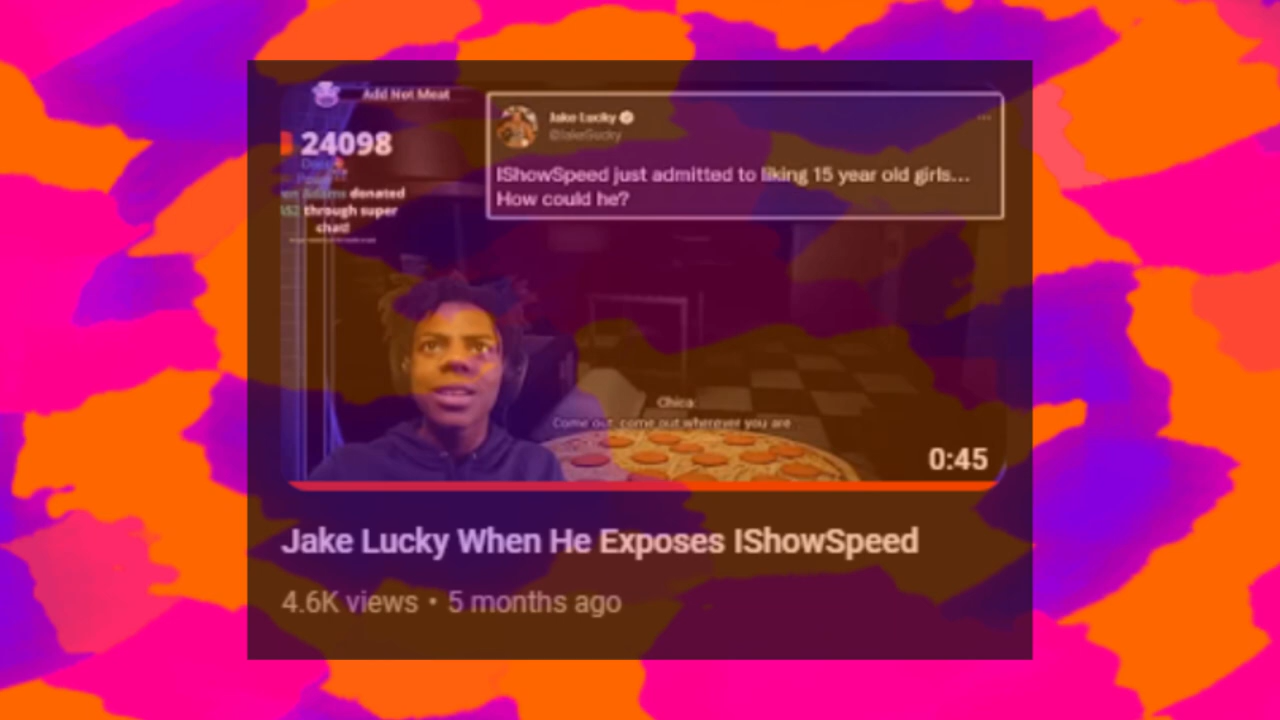 Add Not Meat
24098
donated
through super
chat!
Jake Lucky
IShowSpeed just admitted to liking 15 year old girls...
How could he?
Chica
Come out, come out wherever you are
0:45
Jake Lucky When He Exposes IShowSpeed
4.6K views • 5 months ago